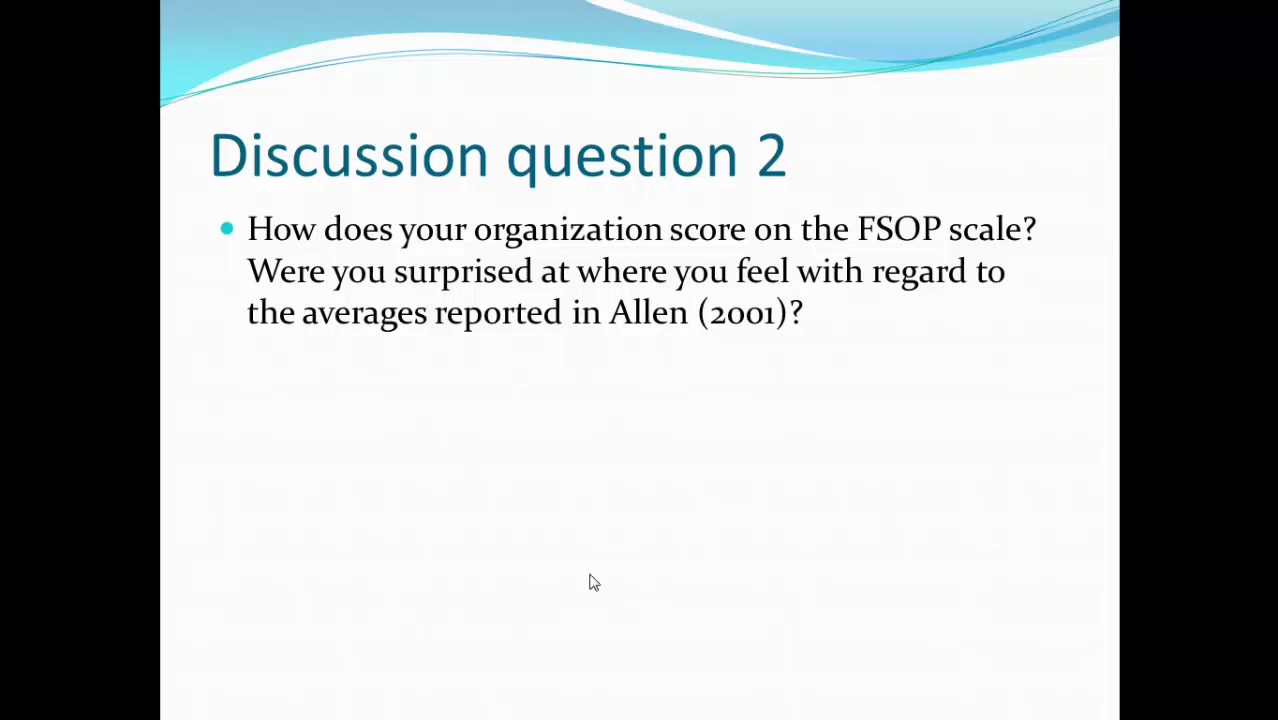 Discussion question 2
How does your organization score on the FSOP scale?
Were you surprised at where you feel with regard to
the averages reported in Allen (2001)?